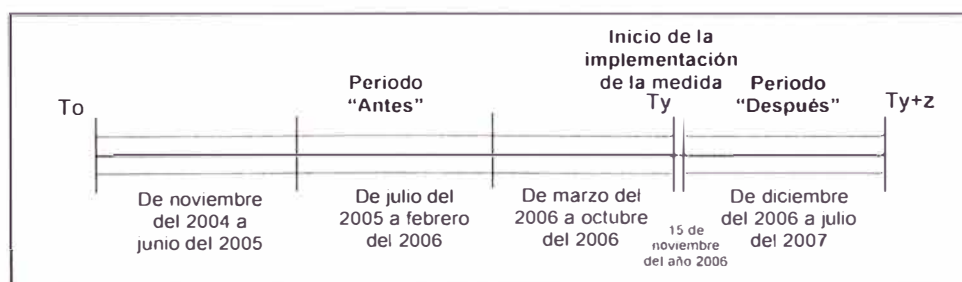 Inicio de la
implementación
de la medida
Periodo
"Antes"
Periodo
"Después"
To
Ty
Ty+z
De noviembre
del 2004 a
junio del 2005
De julio del
2005 a febrero
del 2006
De marzo del
2006 a octubre
del 2006
15 de
noviembre
del año 2006
De diciembre
del 2006 a julio
del 2007